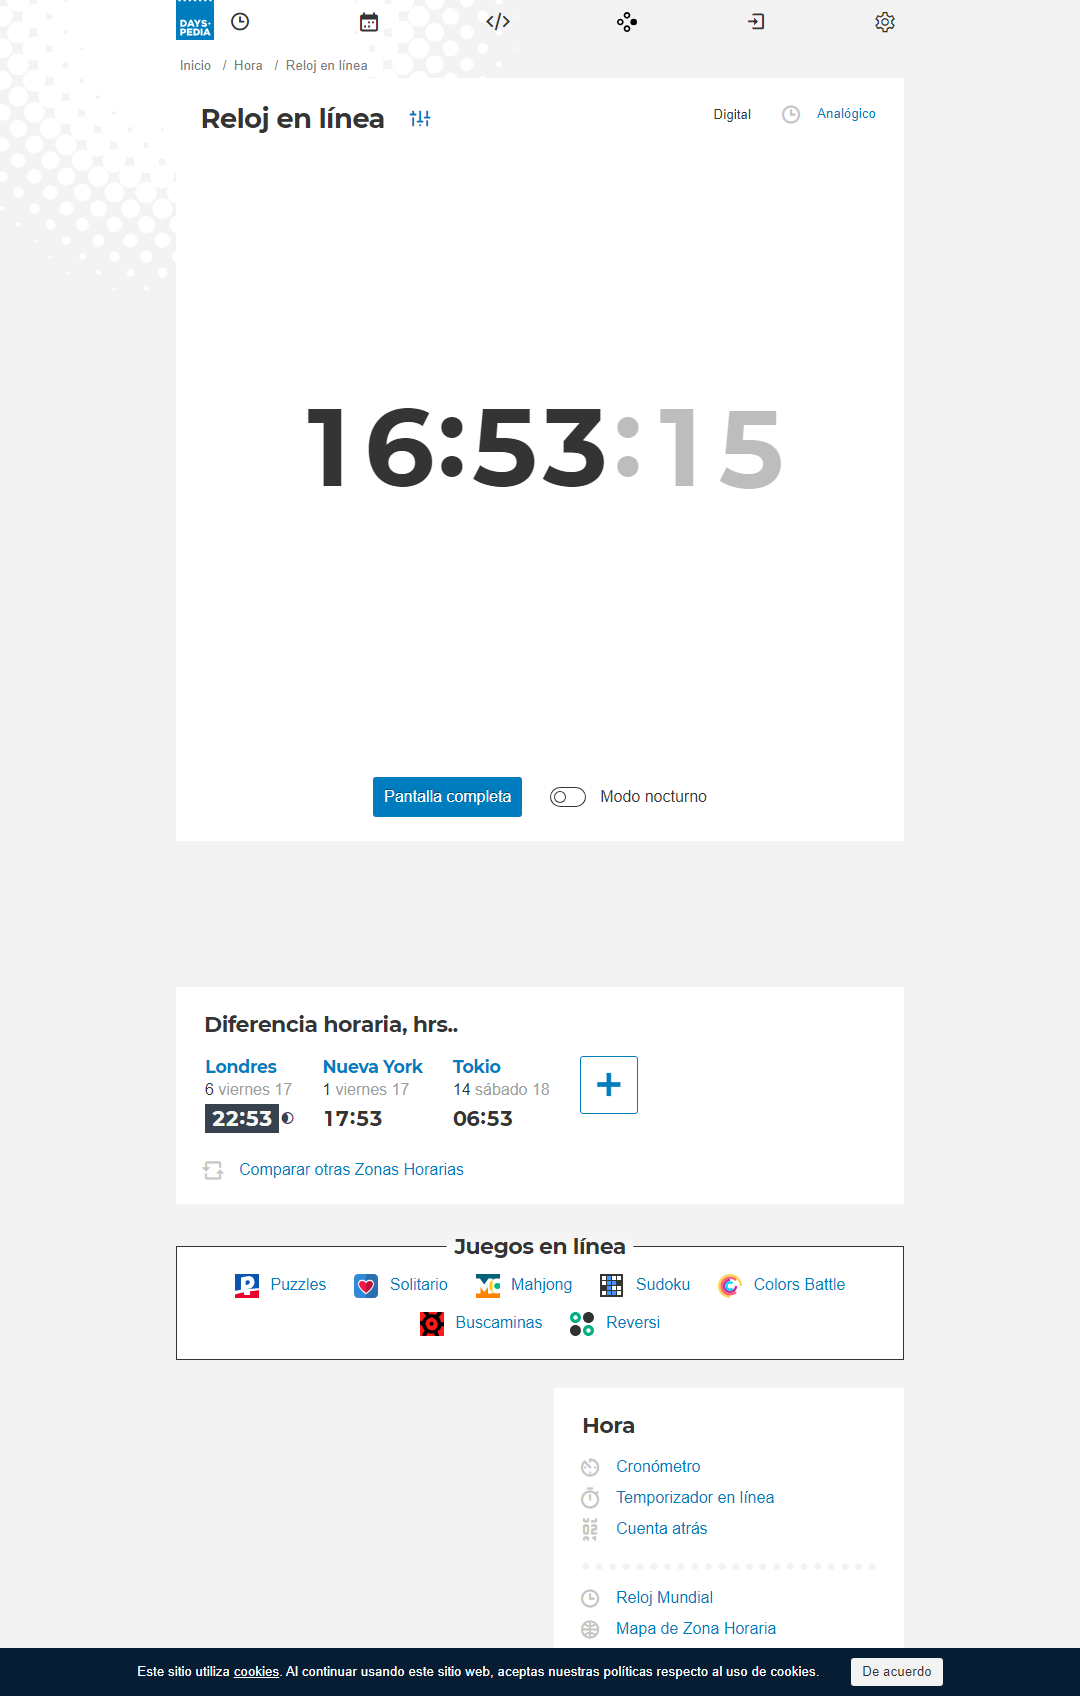 DAYS·
PEDIA
Inicio / Hora / Reloj en línea
Reloj en línea
Digital
Analógico
16:53:15
Pantalla completa
Modo nocturno
Diferencia horaria, hrs..
Londres
6 viernes 17
22:53
Nueva York
1 viernes 17
17:53
Tokio
14 sábado 18
06:53
Comparar otras Zonas Horarias
Juegos en línea
Puzzles
Solitario
Mahjong
Sudoku
Colors Battle
Buscaminas
Reversi
Hora
Cronómetro
Temporizador en línea
Cuenta atrás
Reloj Mundial
Mapa de Zona Horaria
Este sitio utiliza cookies. Al continuar usando este sitio web, aceptas nuestras políticas respecto al uso de cookies.
De acuerdo